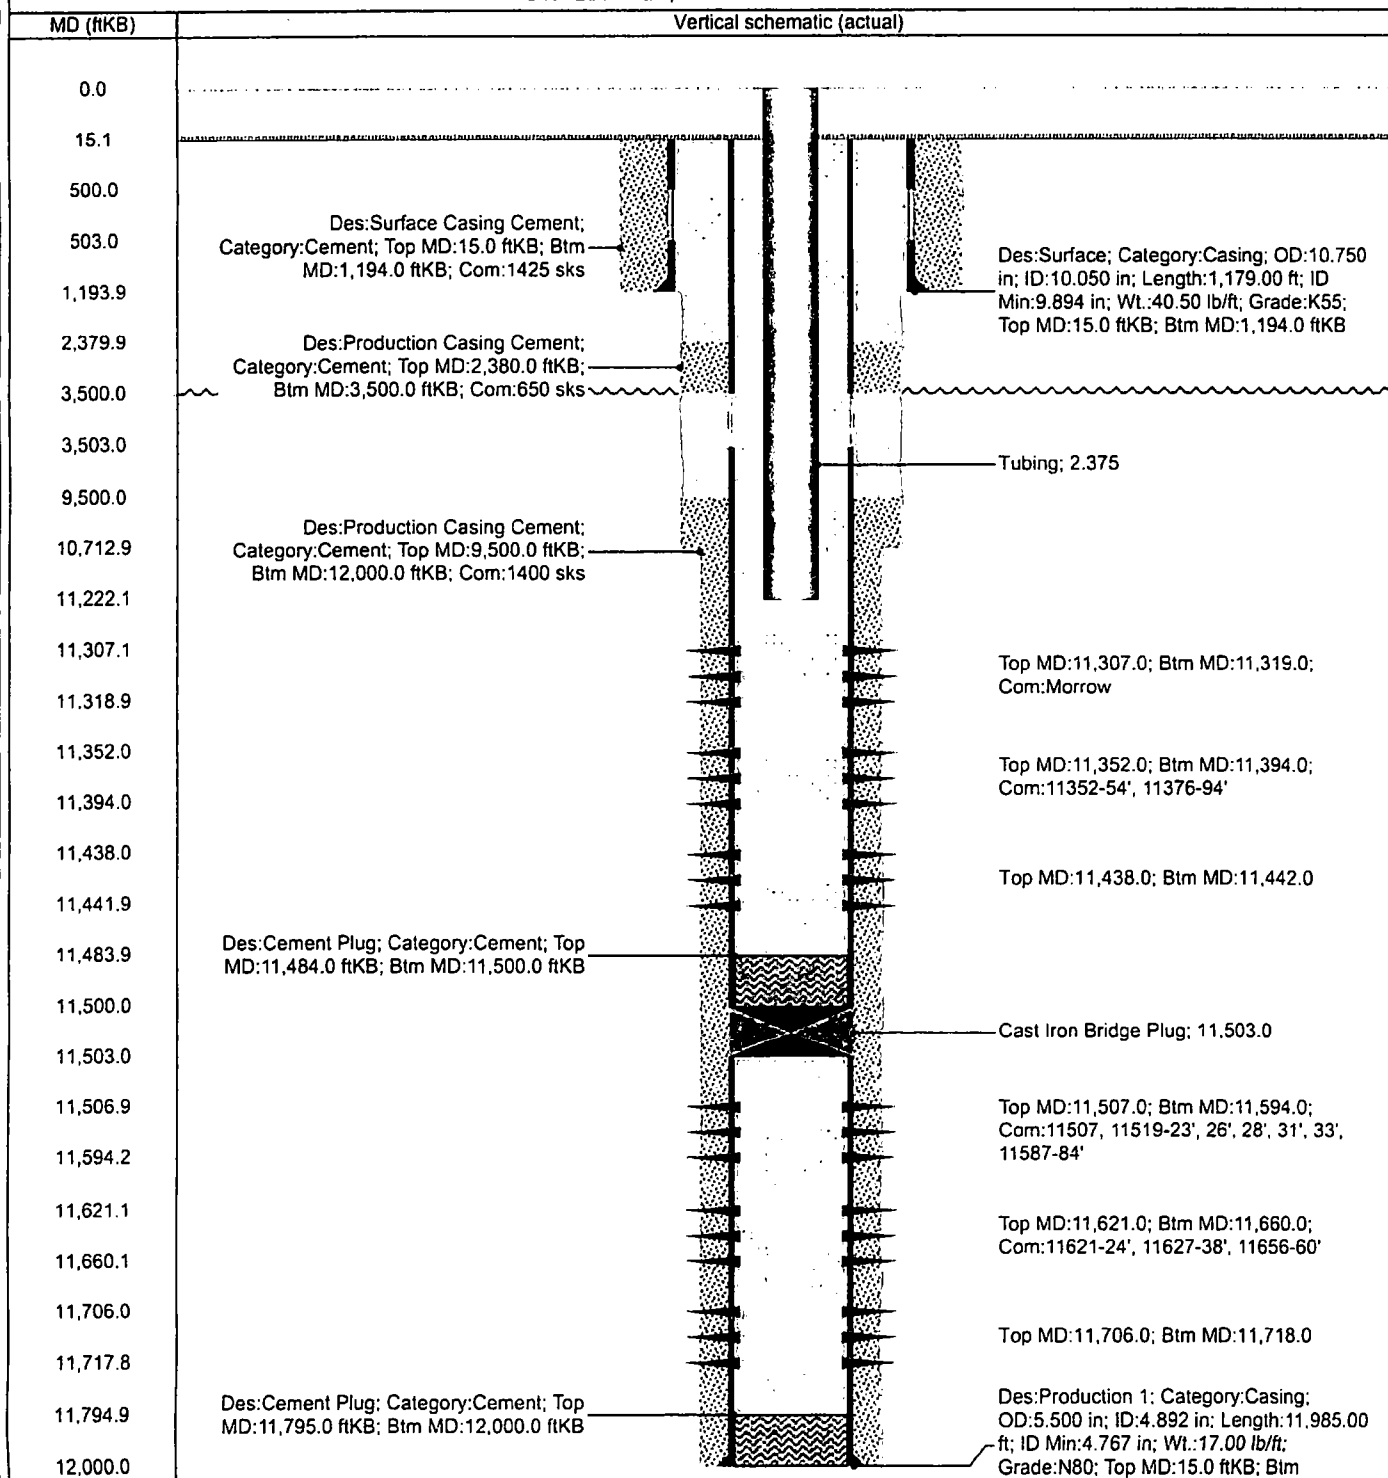 MD (ftKB)
Vertical schematic (actual)
0.0
15.1
500.0
503.0
1,193.9
2,379.9
3,500.0
3,503.0
9,500.0
10,712.9
11,222.1
11,307.1
11,318.9
11,352.0
11,394.0
11,438.0
11,441.9
11,483.9
11,500.0
11,503.0
11,506.9
11,594.2
11,621.1
11,660.1
11,706.0
11,717.8
11,794.9
12,000.0
Des:Surface Casing Cement;
Category:Cement; Top MD:15.0 ftKB; Btm
MD:1,194.0 ftKB; Com:1425 sks
Des:Surface; Category:Casing; OD:10.750
in; ID:10.050 in; Length:1,179.00 ft; ID
Min:9.894 in; Wt.:40.50 lb/ft; Grade:K55;
Top MD:15.0 ftKB; Btm MD:1,194.0 ftKB
Des:Production Casing Cement;
Category:Cement; Top MD:2,380.0 ftKB;
Btm MD:3,500.0 ftKB; Com:650 sks
Tubing; 2.375
Des:Production Casing Cement;
Category:Cement; Top MD:9,500.0 ftKB;
Btm MD:12,000.0 ftKB; Com:1400 sks
Top MD:11,307.0; Btm MD:11,319.0;
Com:Morrow
Top MD:11,352.0; Btm MD:11,394.0;
Com:11352-54', 11376-94'
Top MD:11,438.0; Btm MD:11,442.0
Des:Cement Plug; Category:Cement; Top
MD:11,484.0 ftKB; Btm MD:11,500.0 ftKB
Cast Iron Bridge Plug; 11,503.0
Top MD:11,507.0; Btm MD:11,594.0;
Com:11507, 11519-23', 26', 28', 31', 33',
11587-84'
Top MD:11,621.0; Btm MD:11,660.0;
Com:11621-24', 11627-38', 11656-60'
Top MD:11,706.0; Btm MD:11,718.0
Des:Cement Plug; Category:Cement; Top
MD:11,795.0 ftKB; Btm MD:12,000.0 ftKB
Des:Production 1; Category:Casing;
OD:5.500 in; ID:4.892 in; Length:11,985.00
ft; ID Min:4.767 in; Wt.:17.00 lb/ft;
Grade:N80; Top MD:15.0 ftKB; Btm